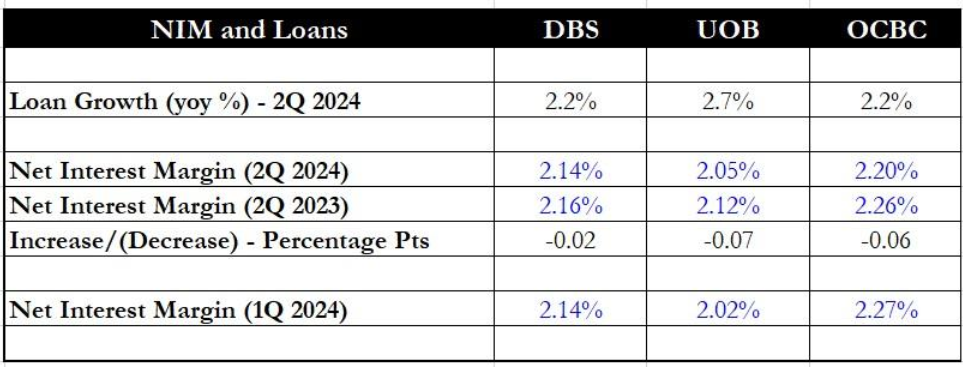 NIM and Loans DBS UOB OCBC
Loan Growth (yoy %) - 2Q 2024 2.2% 2.7% 2.2%
Net Interest Margin (2Q 2024) 2.14% 2.05% 2.20%
Net Interest Margin (2Q 2023) 2.16% 2.12% 2.26%
Increase/(Decrease) - Percentage Pts -0.02 -0.07 -0.06
Net Interest Margin (1Q 2024) 2.14% 2.02% 2.27%